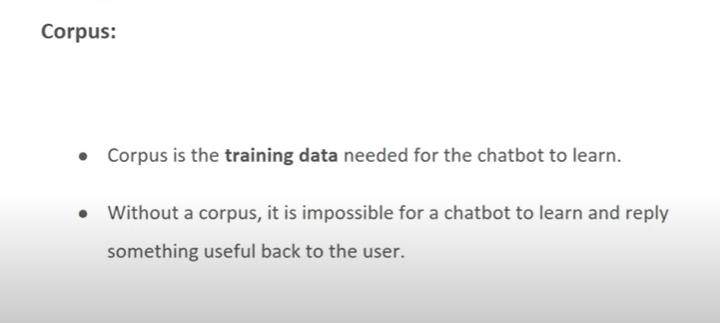 Corpus:
● Corpus is the training data needed for the chatbot to learn.
● Without a corpus, it is impossible for a chatbot to learn and reply
something useful back to the user.